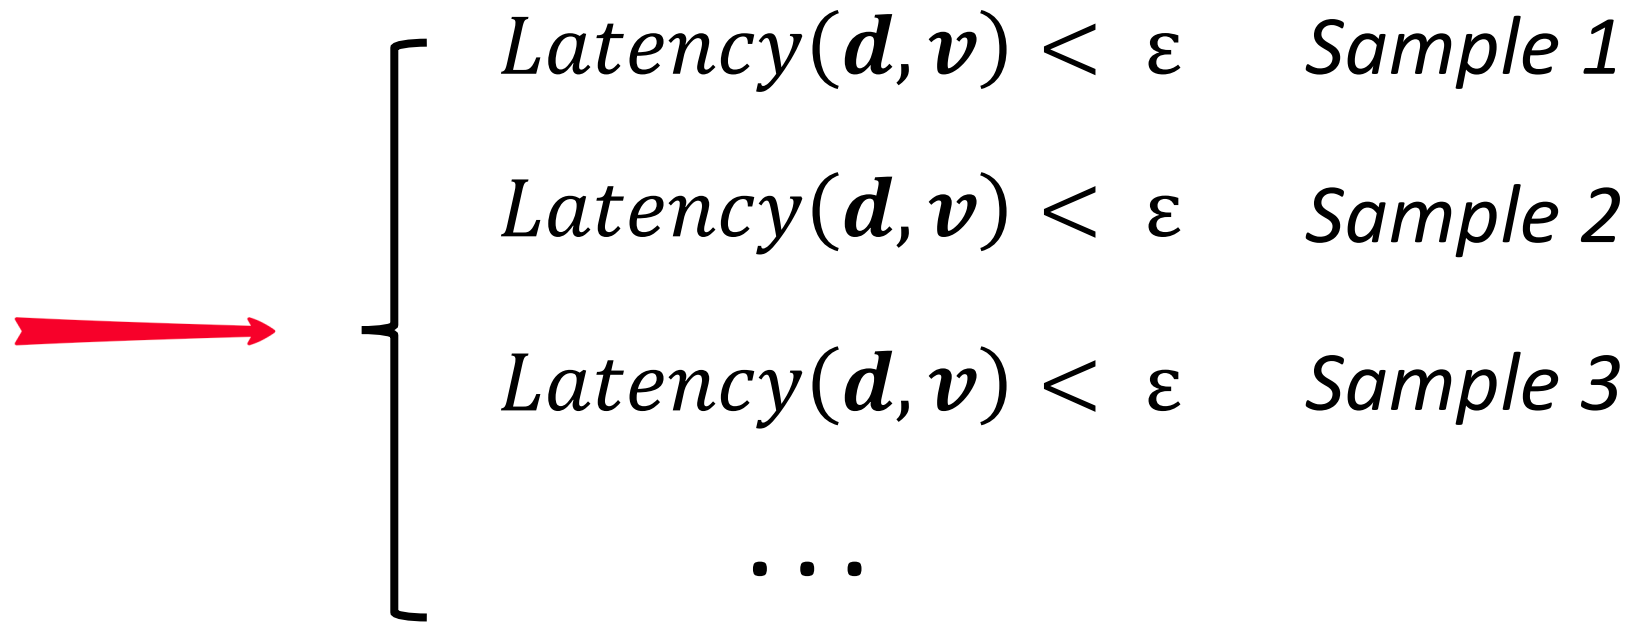 Latency(d, v) < ε Sample 1
Latency(d, v) < ε Sample 2
Latency(d, v) < ε Sample 3
...